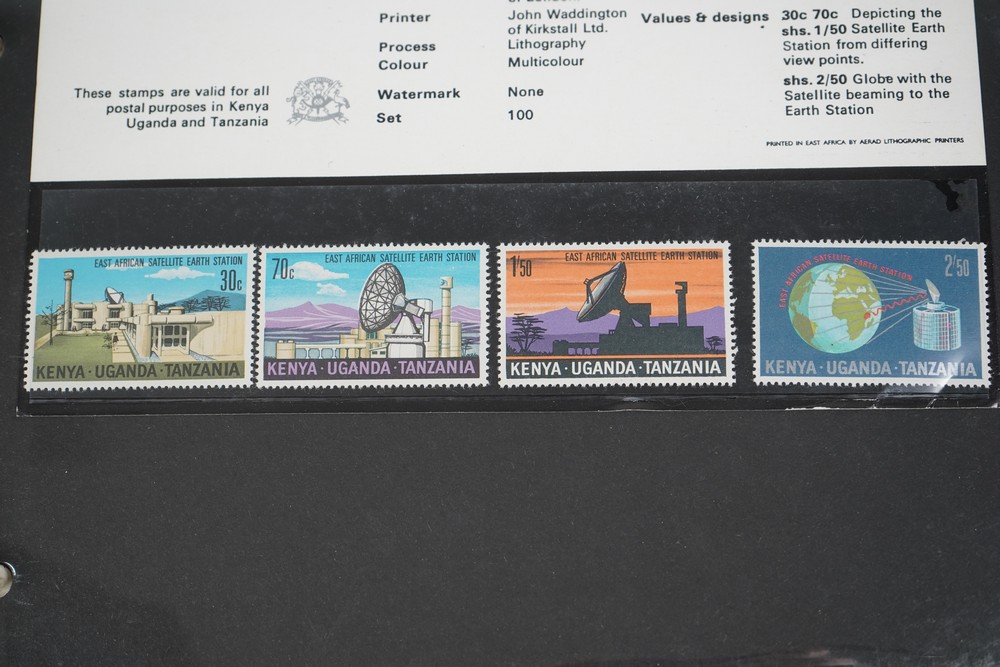 Printer
John Waddington
of Kirkstall Ltd.
Process
Lithography
Colour
Multicolour
Watermark
None
Set
100
These stamps are valid for all
postal purposes in Kenya
Uganda and Tanzania
Values & designs
30c 70c Depicting the
shs. 1/50 Satellite Earth
Station from differing
view points.
shs. 2/50 Globe with the
Satellite beaming to the
Earth Station
PRINTED IN EAST AFRICA BY AERAD LITHOGRAPHIC PRINTERS
EAST AFRICAN SATELLITE EARTH STATION
30c
KENYA · UGANDA · TANZANIA
70c
EAST AFRICAN SATELLITE EARTH STATION
KENYA · UGANDA · TANZANIA
1/50
EAST AFRICAN SATELLITE EARTH STATION
KENYA · UGANDA · TANZANIA
EAST AFRICAN SATELLITE EARTH STATION
2/50
KENYA · UGANDA · TANZANIA